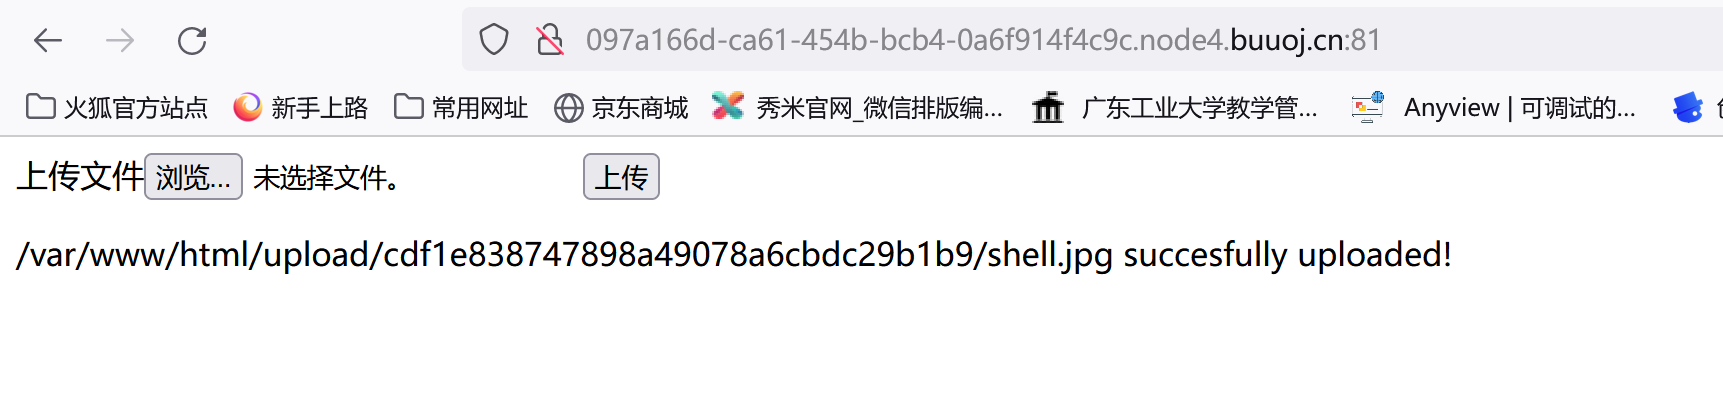 097a166d-ca61-454b-bcb4-0a6f914f4c9c.node4.buuoj.cn:81
火狐官方站点 新手上路 常用网址 京东商城 秀米官网_微信排版编... 广东工业大学教学管... Anyview | 可调试的...
上传文件 浏览... 未选择文件。 上传
/var/www/html/upload/cdf1e838747898a49078a6cbdc29b1b9/shell.jpg succesfully uploaded!